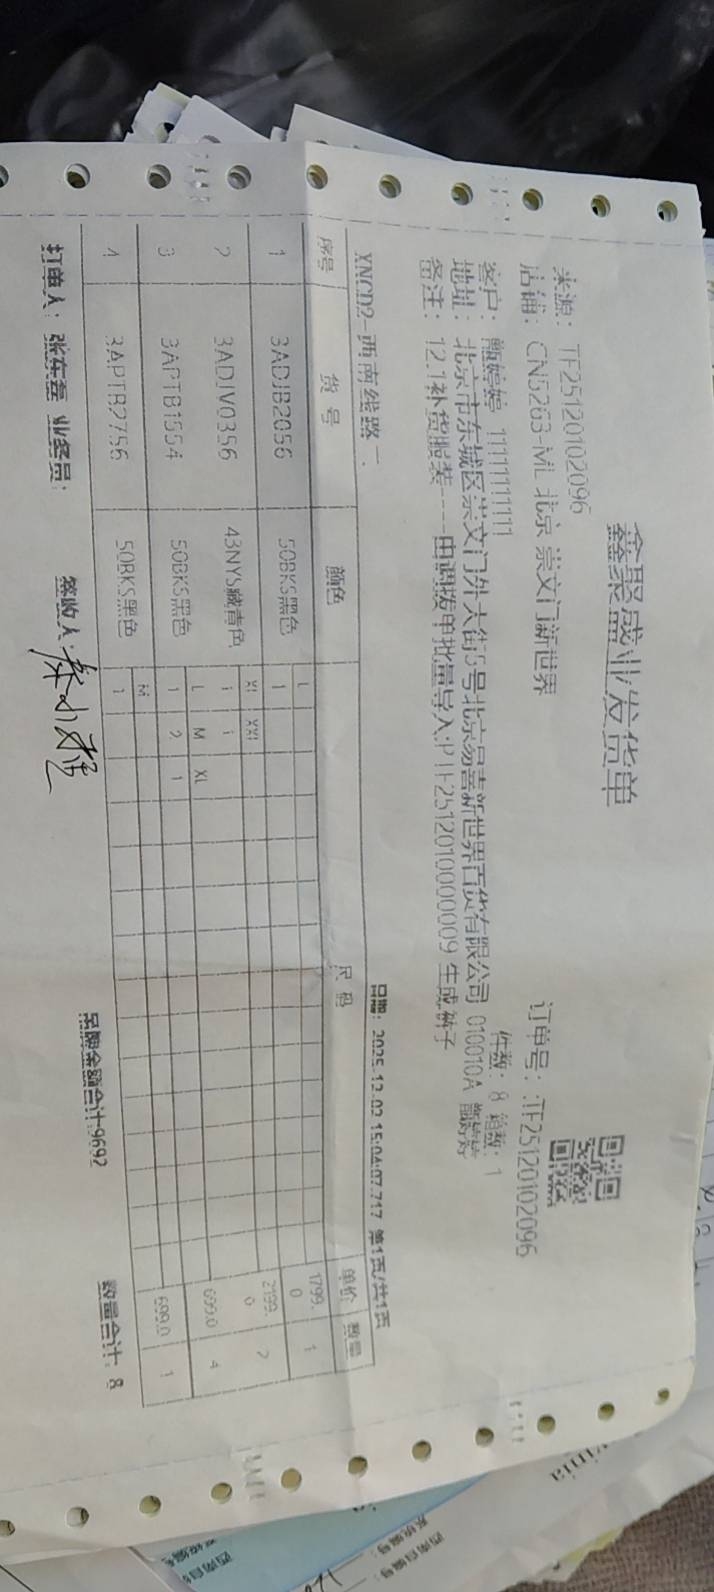 鑫聚盛业发货单
来源: TF25120102096
订单号: :TF25120102096
店铺: CN5263-ML 北京 崇文门新世界
件数: 8 箱数: 1
客户: 甄婷婷 11111111111
地址: 北京市东城区崇文门外大街5号北京易喜新世界百货有限公司 010010A
备注: 12.1补货服装----由调拨单批量导入:PTF25120100000009 生成 裤子
XNCD2-西南线路一
日期: 2025-12-02 15:04:07.717 第1页/共1页
序号 货号 颜色 尺码 单价 数量
1 3ADJB2056 50BKS黑色 L 1799.0 1
1
2 3ADJV0356 43NYS藏青色 XL XXL 2199.0 2
1 1
3 3APTB1554 50BKS黑色 L M XL 699.0 4
1 2 1
4 3APTB2756 50BKS黑色 M 699.0 1
1
打单人: 张东 业务员: 签收人: 吊牌金额合计:9692 数量合计: 8